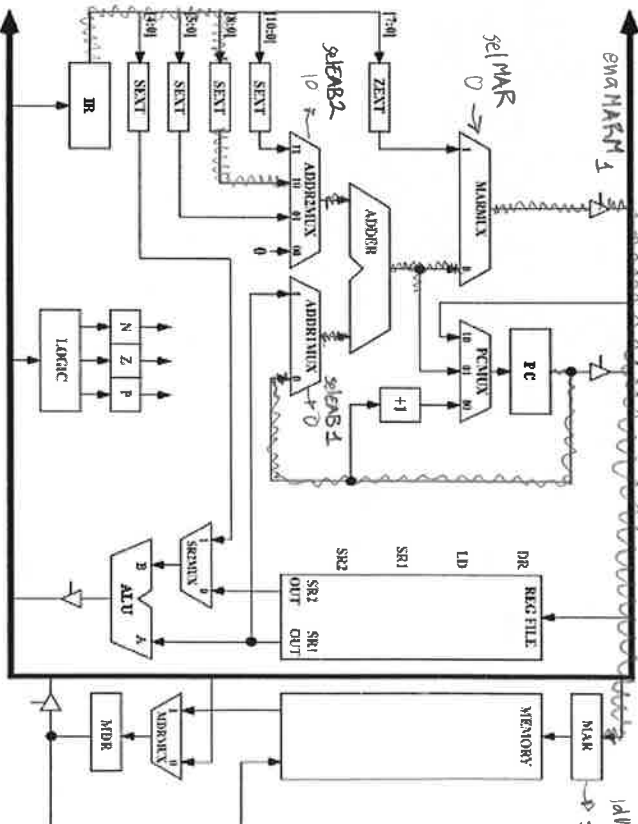 enaMARM 1
selMAR
0
selEAB2
10
selEAB1
0
ldM
MARMUX
1
0
PCMUX
10
01
00
PC
+1
ADDER
ADDR2MUX
11
10
01
00
0
ADDR1MUX
1
0
ZEXT
[7:0]
SEXT
[10:0]
SEXT
[8:0]
SEXT
[5:0]
SEXT
[4:0]
IR
REG FILE
DR
LD
SR1
SR2
SR2
OUT
SR1
OUT
SR2MUX
1
0
B
A
ALU
N
Z
P
LOGIC
MAR
MEMORY
MDRMUX
1
0
MDR